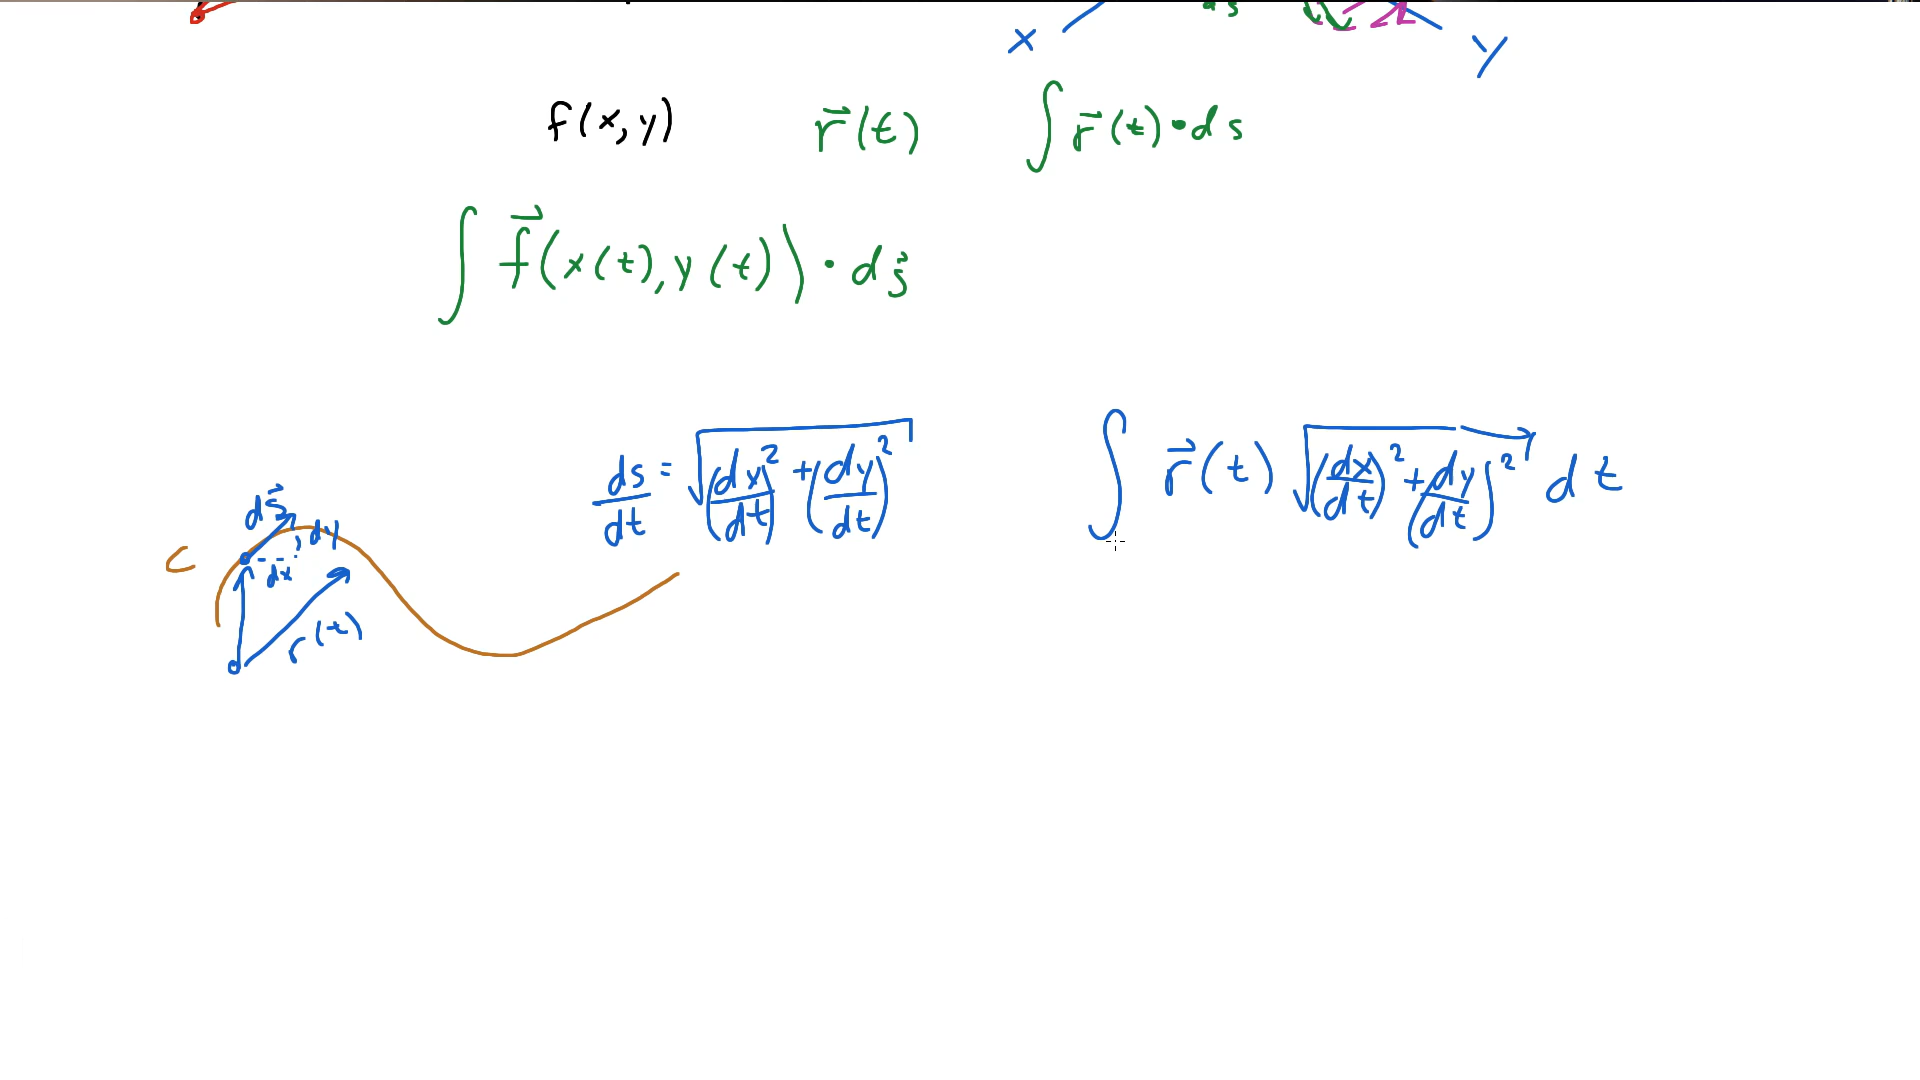 ds
x y
f(x,y) r⃗(t) ∫ r⃗(t)•ds
∫ f⃗(x(t),y(t))•ds⃗
ds/dt = √((dx/dt)²+(dy/dt)²) ∫ r⃗(t) √((dx/dt)²+(dy/dt)²) dt
ds⃗
dy
C
dx
r(t)